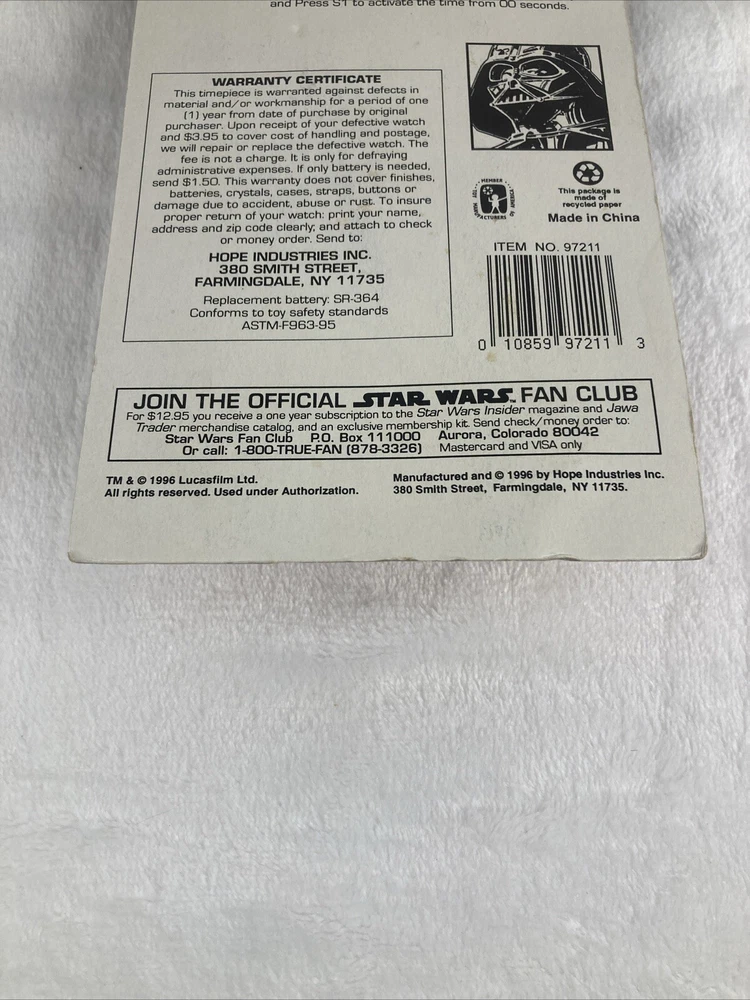 and Press S1 to activate the time from 00 seconds.
WARRANTY CERTIFICATE
This timepiece is warranted against defects in
material and/or workmanship for a period of one
(1) year from date of purchase by original
purchaser. Upon receipt of your defective watch
and $3.95 to cover cost of handling and postage,
we will repair or replace the defective watch. The
fee is not a charge. It is only for defraying
administrative expenses. If only battery is needed,
send $1.50. This warranty does not cover finishes,
batteries, crystals, cases, straps, buttons or
damage due to accident, abuse or rust. To insure
proper return of your watch: print your name,
address and zip code clearly, and attach to check
or money order. Send to:
HOPE INDUSTRIES INC.
380 SMITH STREET,
FARMINGDALE, NY 11735
Replacement battery: SR-364
Conforms to toy safety standards
ASTM-F963-95
MEMBER
TOY MANUFACTURERS OF AMERICA
This package is
made of
recycled paper
Made in China
ITEM NO. 97211
0 10859 97211 3
JOIN THE OFFICIAL STAR WARS™ FAN CLUB
For $12.95 you receive a one year subscription to the Star Wars Insider magazine and Jawa
Trader merchandise catalog, and an exclusive membership kit. Send check/money order to:
Star Wars Fan Club P.O. Box 111000 Aurora, Colorado 80042
Or call: 1-800-TRUE-FAN (878-3326) Mastercard and VISA only
TM & © 1996 Lucasfilm Ltd.
All rights reserved. Used under Authorization.
Manufactured and © 1996 by Hope Industries Inc.
380 Smith Street, Farmingdale, NY 11735.